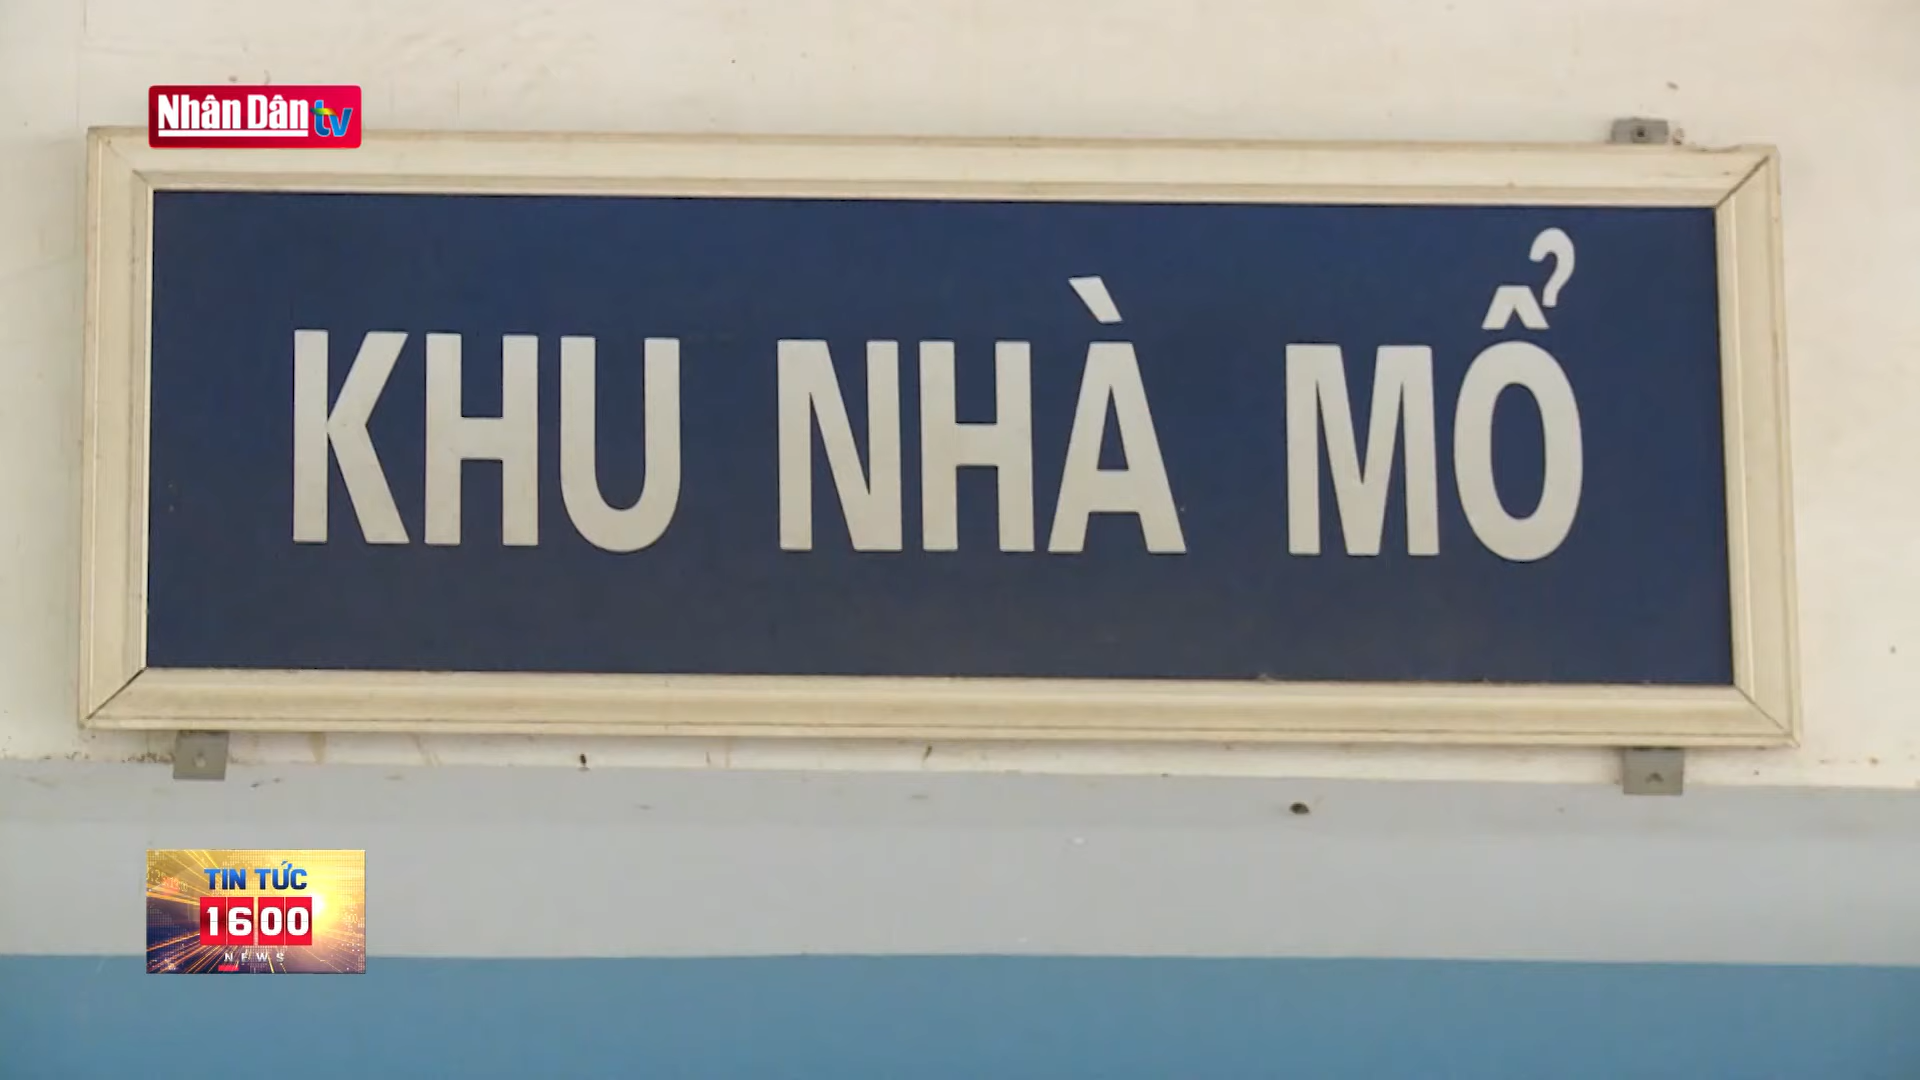 Nhân Dân tv
KHU NHÀ MỔ
TIN TỨC
1600
NEWS